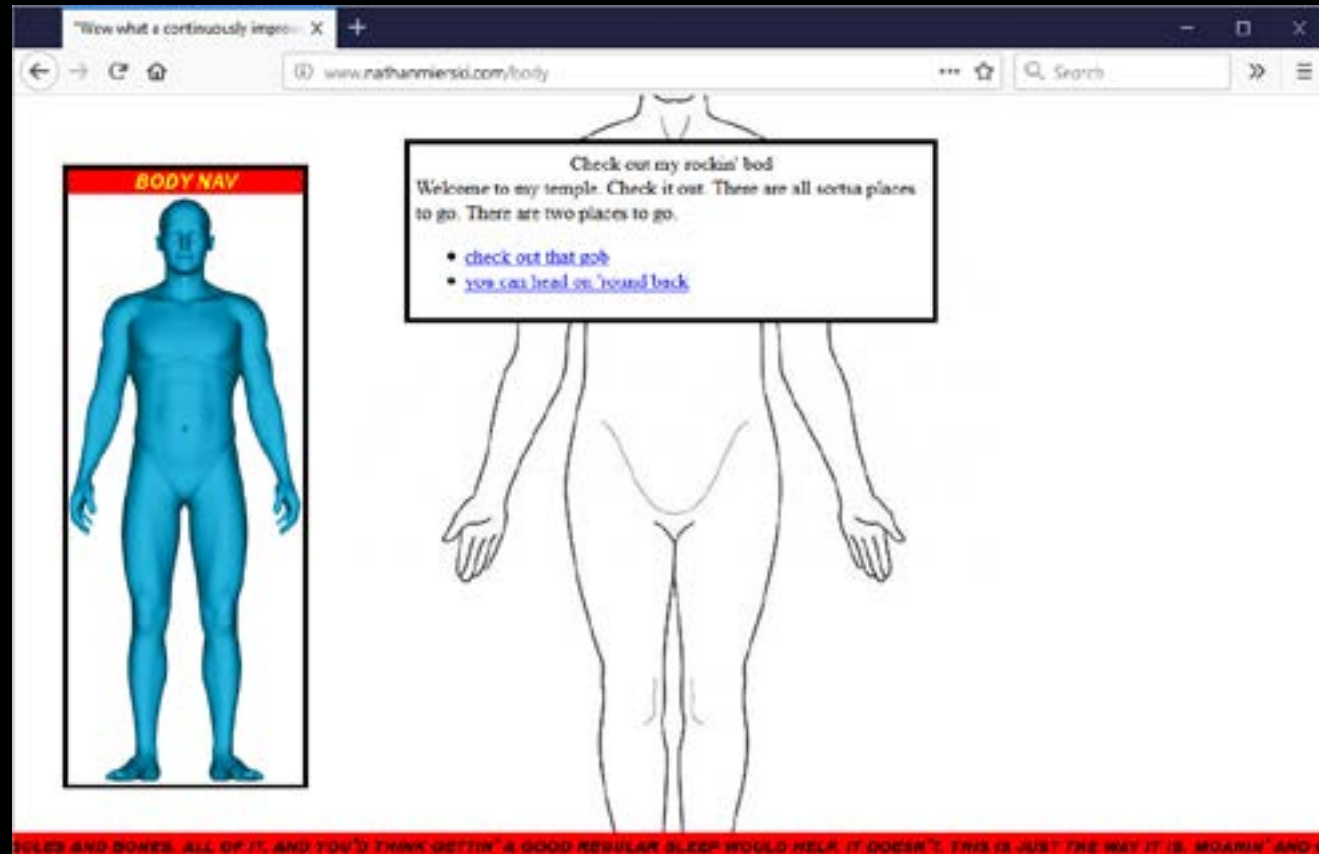 "Wow what a continuously improv
www.nathanmierski.com/body
Search
BODY NAV
Check out my rockin' bod
Welcome to my temple. Check it out. There are all sortsa places
to go. There are two places to go.
check out that gob
you can head on 'round back
AND BONES. ALL OF IT. AND YOU'D THINK GETTIN' A GOOD REGULAR SLEEP WOULD HELP. IT DOESN'T. THIS IS JUST THE WAY IT IS. MOANIN' AND